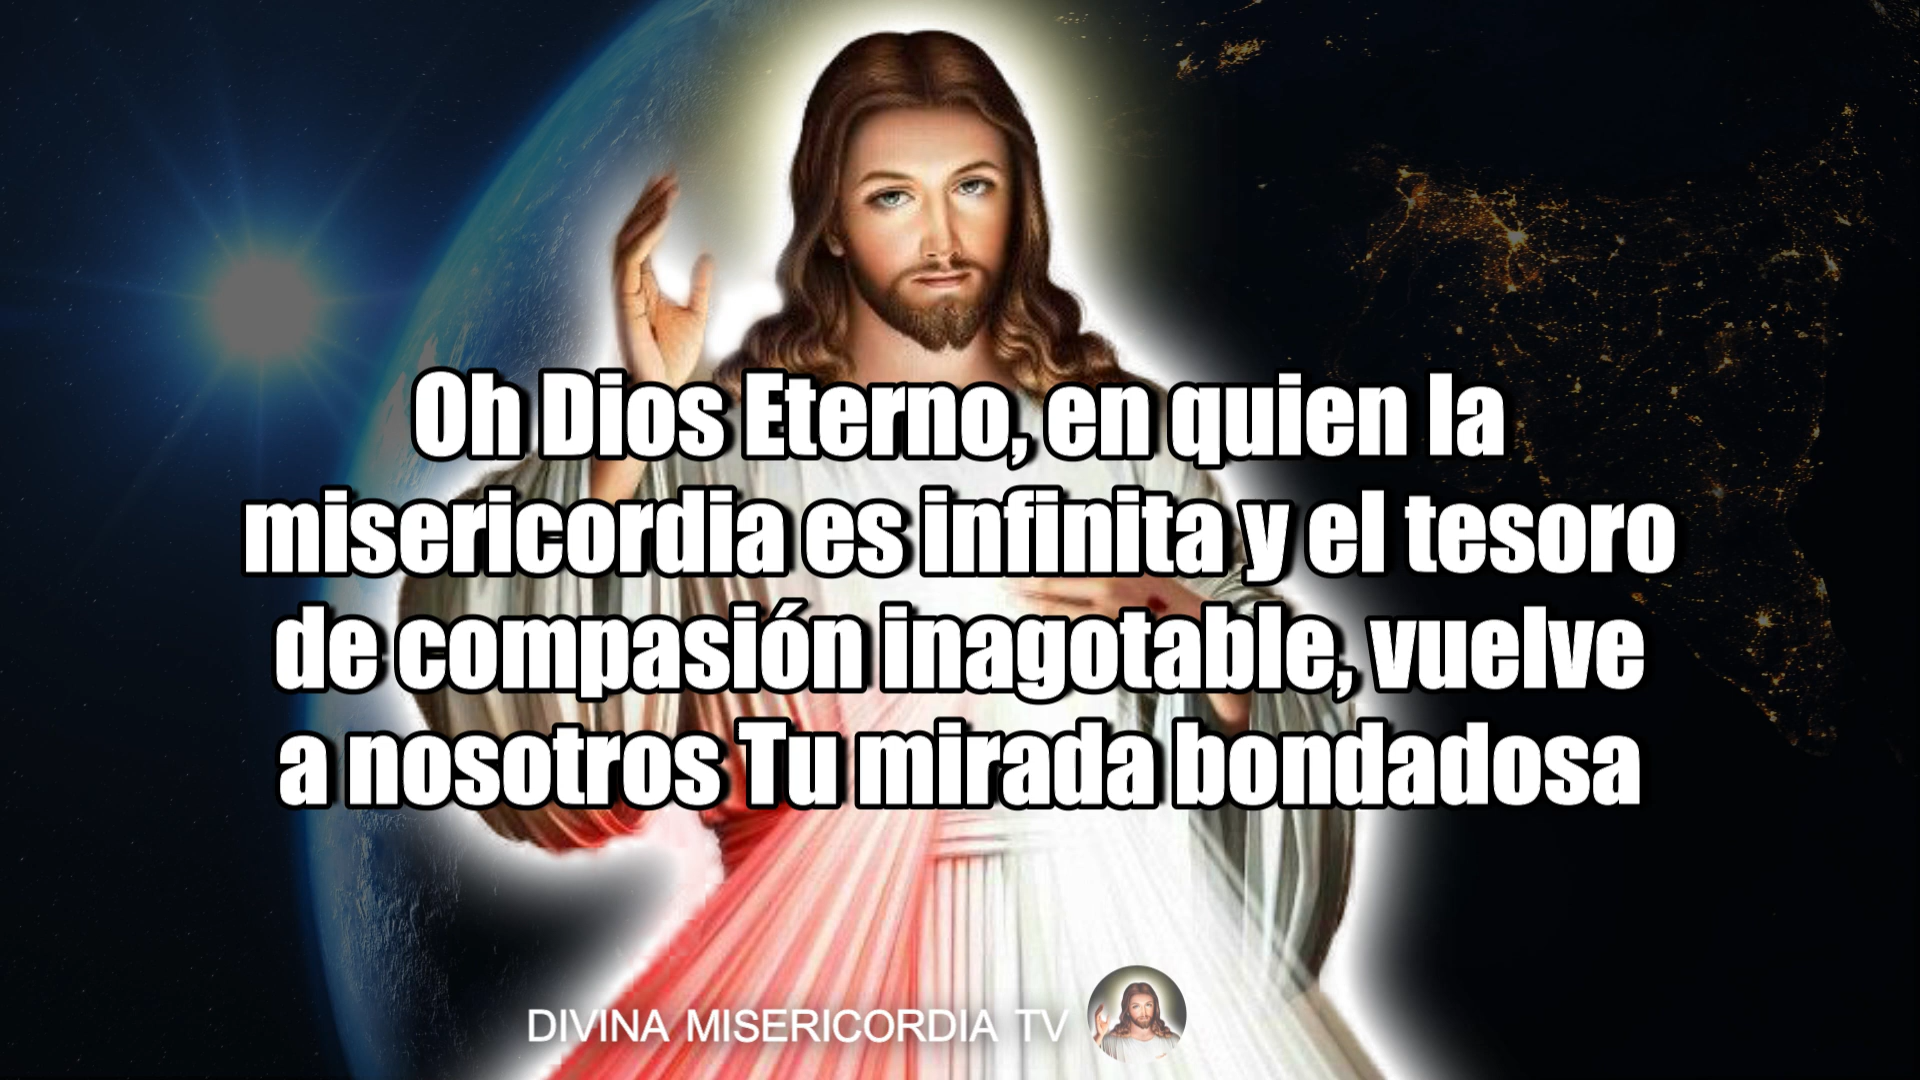 Oh Dios Eterno, en quien la
misericordia es infinita y el tesoro
de compasión inagotable, vuelve
a nosotros Tu mirada bondadosa
DIVINA MISERICORDIA TV